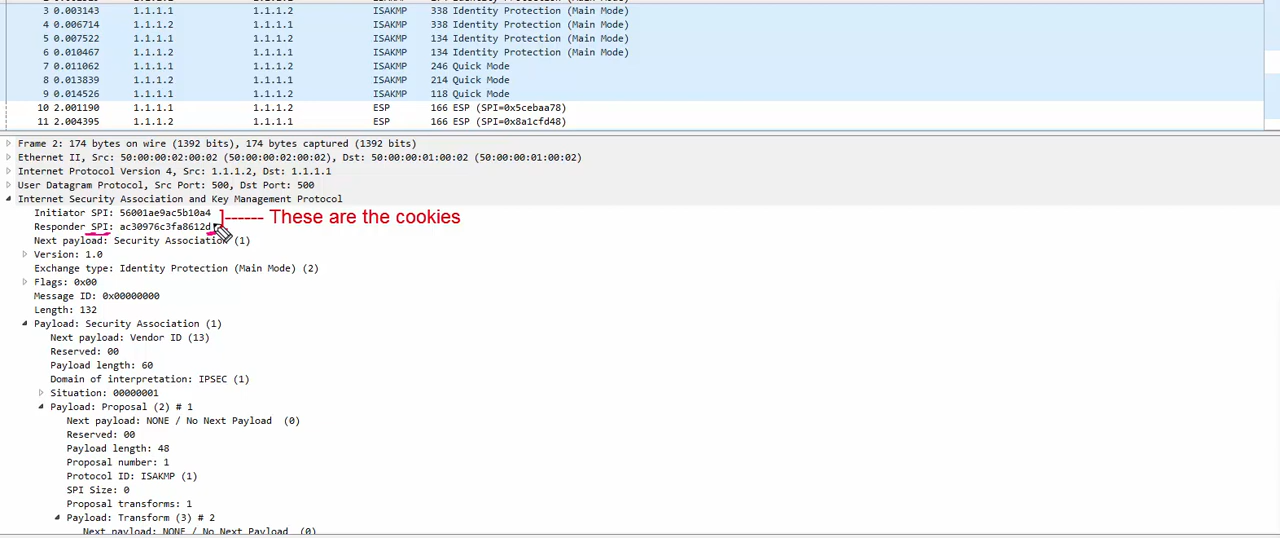 3 0.003143 1.1.1.1 1.1.1.2 ISAKMP 338 Identity Protection (Main Mode)
4 0.006714 1.1.1.2 1.1.1.1 ISAKMP 338 Identity Protection (Main Mode)
5 0.007522 1.1.1.1 1.1.1.2 ISAKMP 134 Identity Protection (Main Mode)
6 0.010467 1.1.1.2 1.1.1.1 ISAKMP 134 Identity Protection (Main Mode)
7 0.011062 1.1.1.1 1.1.1.2 ISAKMP 246 Quick Mode
8 0.013839 1.1.1.2 1.1.1.1 ISAKMP 214 Quick Mode
9 0.014526 1.1.1.1 1.1.1.2 ISAKMP 118 Quick Mode
10 2.001190 1.1.1.1 1.1.1.2 ESP 166 ESP (SPI=0x5cebaa78)
11 2.004395 1.1.1.2 1.1.1.1 ESP 166 ESP (SPI=0x8a1cfd48)
Frame 2: 174 bytes on wire (1392 bits), 174 bytes captured (1392 bits)
Ethernet II, Src: 50:00:00:02:00:02 (50:00:00:02:00:02), Dst: 50:00:00:01:00:02 (50:00:00:01:00:02)
Internet Protocol Version 4, Src: 1.1.1.2, Dst: 1.1.1.1
User Datagram Protocol, Src Port: 500, Dst Port: 500
Internet Security Association and Key Management Protocol
Initiator SPI: 56001ae9ac5b10a4 ]------ These are the cookies
Responder SPI:
Next payload: Security Association (1)
Version: 1.0
Exchange type: Identity Protection (Main Mode) (2)
Flags: 0x00
Message ID: 0x00000000
Length: 132
Payload: Security Association (1)
Next payload: Vendor ID (13)
Reserved: 00
Payload length: 60
Domain of interpretation: IPSEC (1)
Situation: 00000001
Payload: Proposal (2) # 1
Next payload: NONE / No Next Payload (0)
Reserved: 00
Payload length: 48
Proposal number: 1
Protocol ID: ISAKMP (1)
SPI Size: 0
Proposal transforms: 1
Payload: Transform (3) # 2
Next payload: NONE / No Next Payload (0)